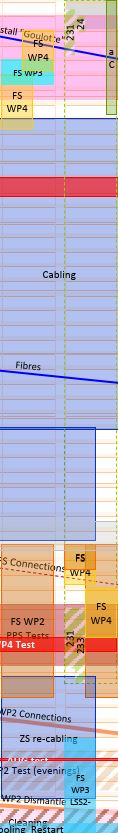 231
24
stall "Goulotte"
FS
WP4
a
C
FS WP3
FS
WP4
Cabling
Fibres
FS
WP4
FS Connections
FS
WP4
FS WP2
PPS Tests
231
233
P4 Test
WP2 Connections
ZS re-cabling
P2 Test (evenings)
FS
WP3
LSS2-
WP2 Dismantle
Cleaning
ooling Restart